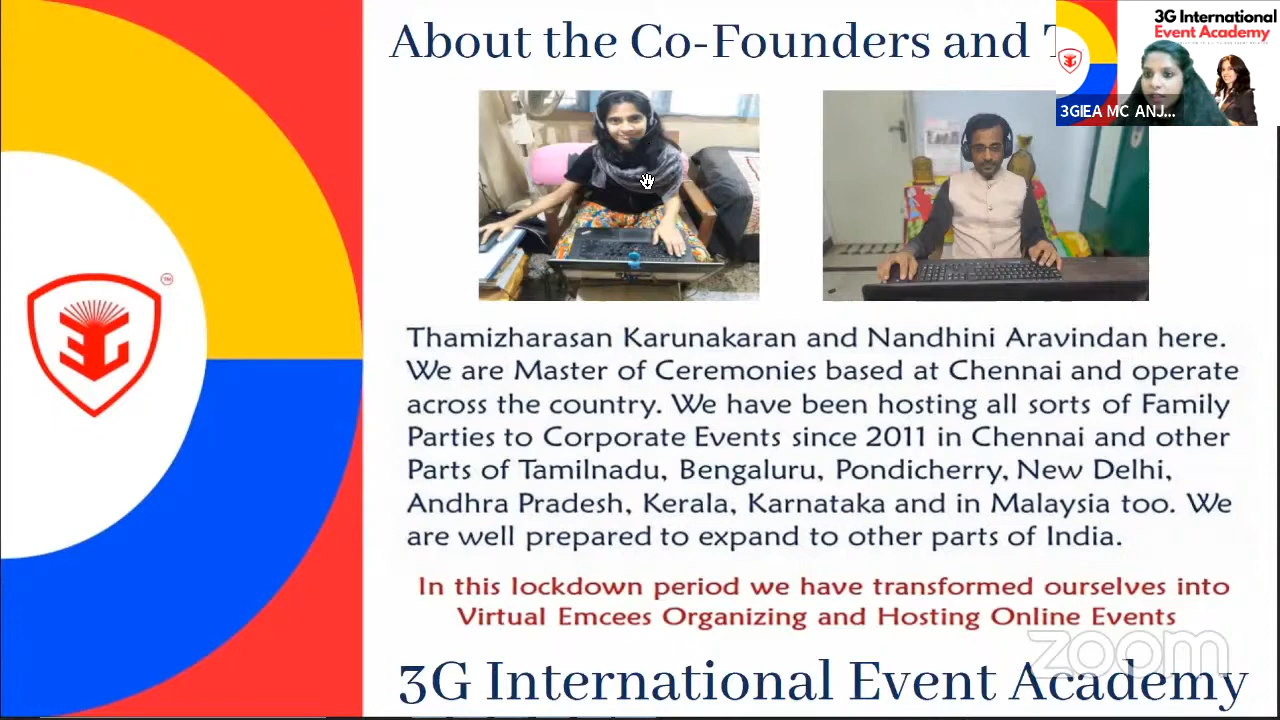 About the Co-Founders and
3G International
Event Academy
3GIEA MC ANJ...
3G
TM
Thamizharasan Karunakaran and Nandhini Aravindan here.
We are Master of Ceremonies based at Chennai and operate
across the country. We have been hosting all sorts of Family
Parties to Corporate Events since 2011 in Chennai and other
Parts of Tamilnadu, Bengaluru, Pondicherry, New Delhi,
Andhra Pradesh, Kerala, Karnataka and in Malaysia too. We
are well prepared to expand to other parts of India.
In this lockdown period we have transformed ourselves into
Virtual Emcees Organizing and Hosting Online Events
zoom
3G International Event Academy